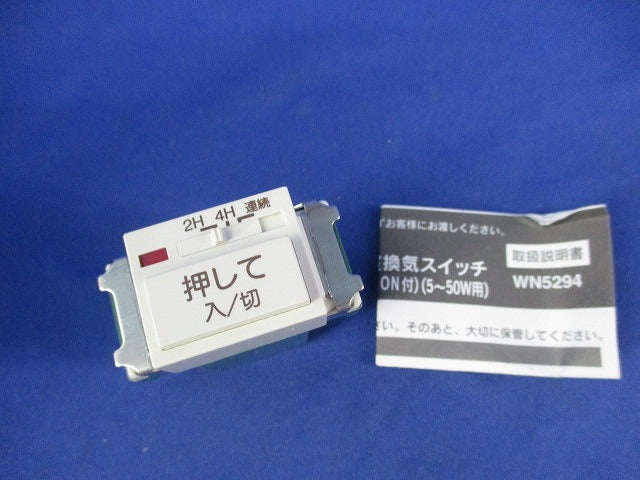 2H 4H 連続
押して
入/切
お客様にお渡しください。
取扱説明書
換気スイッチ
ON付)(5〜50W用)
WN5294
さい。そのあと、大切に保管してください。